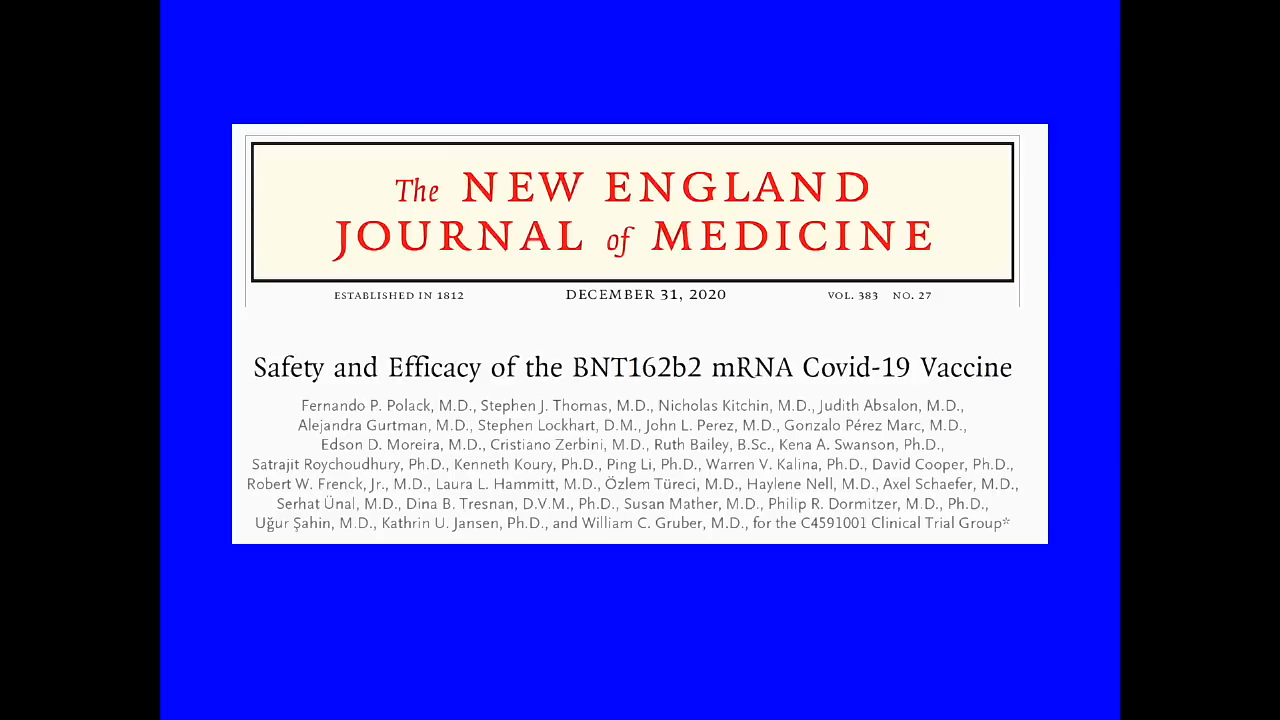 The NEW ENGLAND
JOURNAL of MEDICINE
ESTABLISHED IN 1812 DECEMBER 31, 2020 VOL. 383 NO. 27
Safety and Efficacy of the BNT162b2 mRNA Covid-19 Vaccine
Fernando P. Polack, M.D., Stephen J. Thomas, M.D., Nicholas Kitchin, M.D., Judith Absalon, M.D.,
Alejandra Gurtman, M.D., Stephen Lockhart, D.M., John L. Perez, M.D., Gonzalo Pérez Marc, M.D.,
Edson D. Moreira, M.D., Cristiano Zerbini, M.D., Ruth Bailey, B.Sc., Kena A. Swanson, Ph.D.,
Satrajit Roychoudhury, Ph.D., Kenneth Koury, Ph.D., Ping Li, Ph.D., Warren V. Kalina, Ph.D., David Cooper, Ph.D.,
Robert W. Frenck, Jr., M.D., Laura L. Hammitt, M.D., Özlem Türeci, M.D., Haylene Nell, M.D., Axel Schaefer, M.D.,
Serhat Ünal, M.D., Dina B. Tresnan, D.V.M., Ph.D., Susan Mather, M.D., Philip R. Dormitzer, M.D., Ph.D.,
Uğur Şahin, M.D., Kathrin U. Jansen, Ph.D., and William C. Gruber, M.D., for the C4591001 Clinical Trial Group*